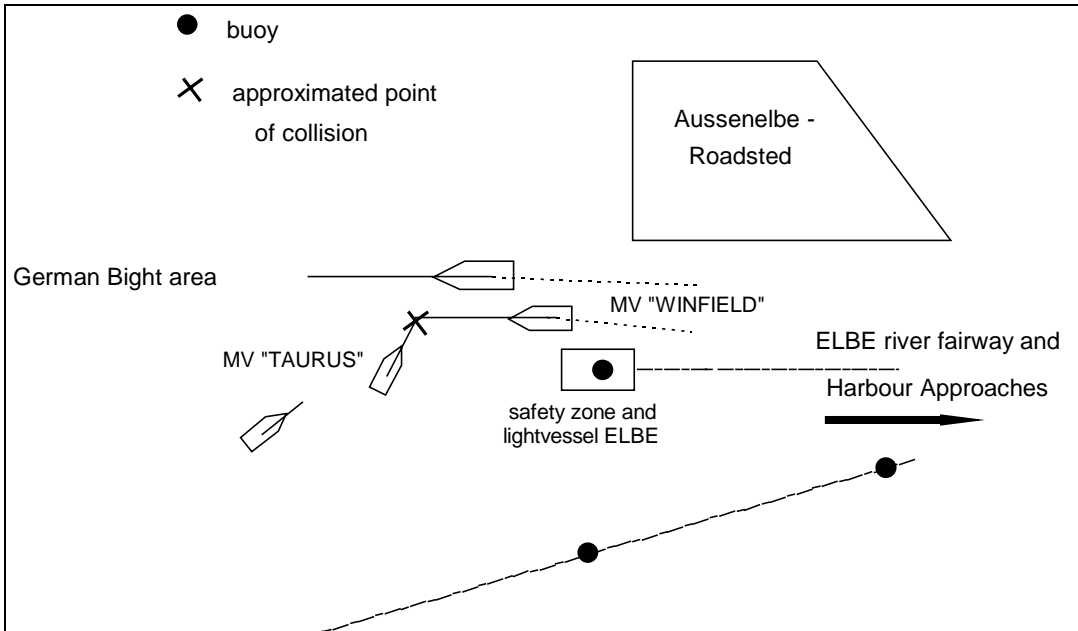 buoy
approximated point
of collision
Aussenelbe -
Roadsted
German Bight area
MV "WINFIELD"
MV "TAURUS"
ELBE river fairway and
Harbour Approaches
safety zone and
lightvessel ELBE